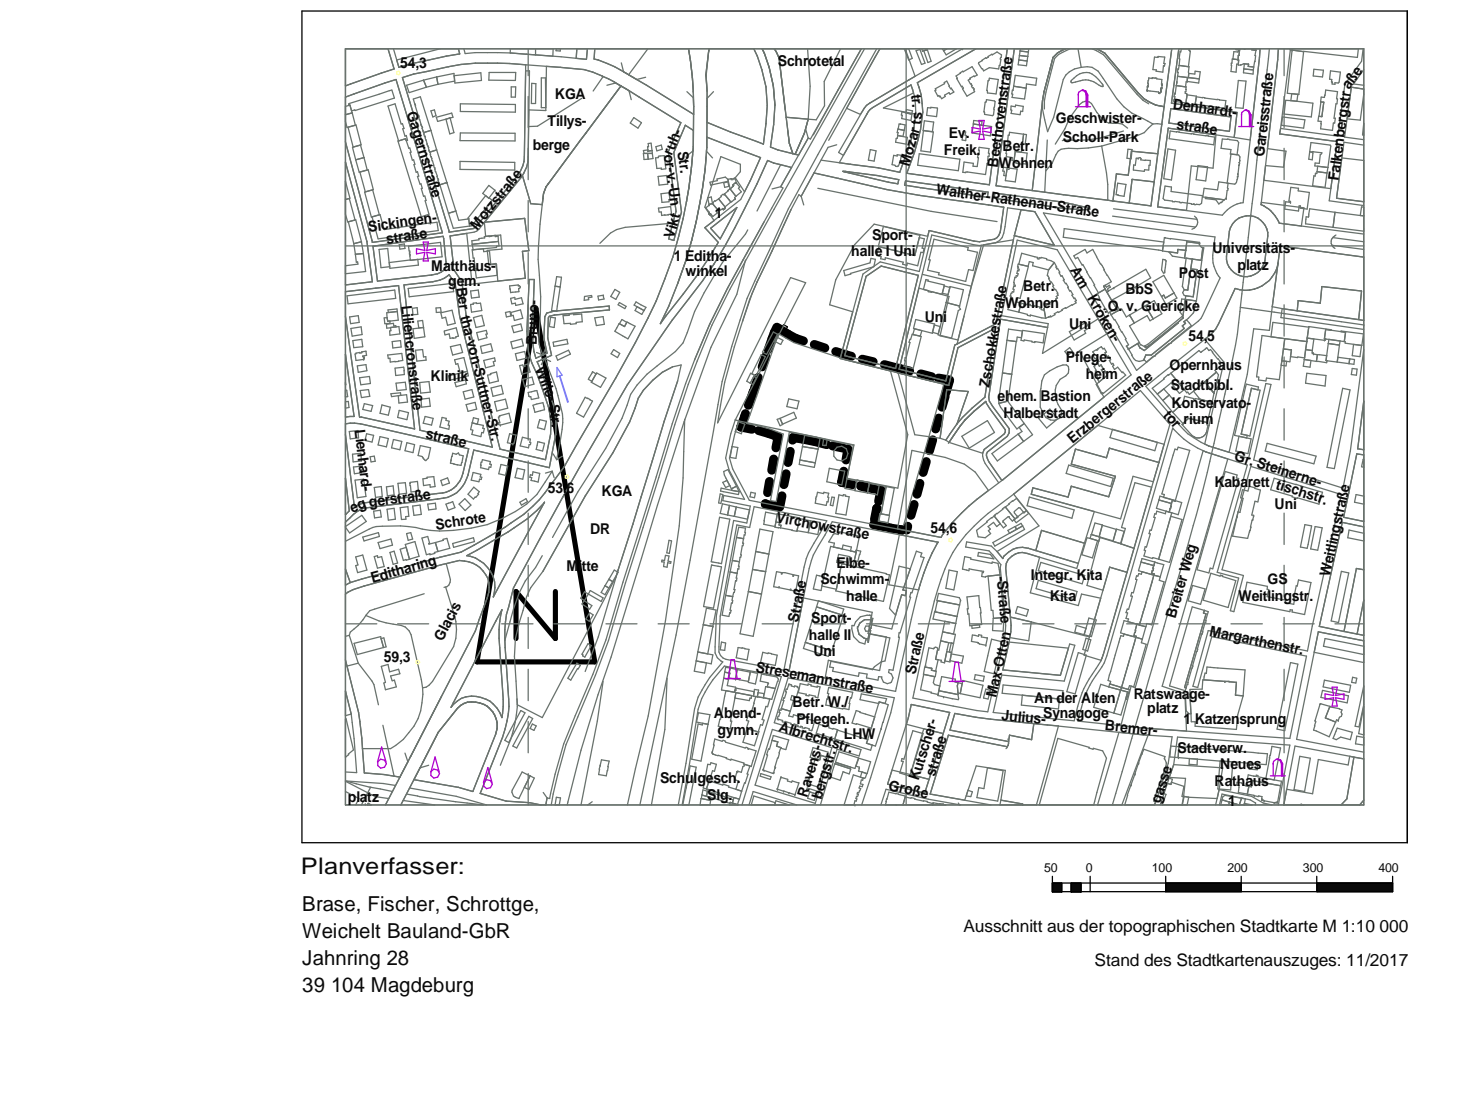 54,3
Schrotetal
KGA
Tillys-
berge
Gagernstraße
Motzstraße
Str.
Mozartstr.
Ev.
Freik.
Beethovenstraße
Betr.
Wohnen
Geschwister-
Scholl-Park
Denhardt-
straße
Gareisstraße
Falkenbergstraße
Walther-Rathenau-Straße
Sickingen-
straße
Matthäus-
gem.
1
1 Editha-
winkel
Sport-
halle I Uni
Universitäts-
platz
Post
BbS
O. v. Guericke
Betr.
Wohnen
Am Kröken-
tor
Uni
Uni
Zschokkestraße
54,5
Liliencronstraße
Bertha-von-Suttner-Str.
Klinik
Wille-Str.
Pflege-
heim
Opernhaus
Stadtbibl.
Konservato-
rium
ehem. Bastion
Halberstadt
Erzbergerstraße
straße
Lienhard-
eggerstraße
Schrote
53,6
KGA
DR
Mitte
Editharing
Glacis
59,3
Virchowstraße
54,6
Gr. Steinerne-
tischstr.
Kabarett
Uni
Weitlingstraße
Elbe-
Schwimm-
halle
Straße
Sport-
halle II
Uni
Straße
Integr. Kita
Kita
Straße
Max-Otten
Breiter Weg
GS
Weitlingstr.
Margarthenstr.
Stresemannstraße
N
Abend-
gymn.
Betr. W./
Pflegeh.
LHW
Albrechtstr.
Ravens-
bergstr.
Kutscher-
straße
Julius-
Bremer-
An der Alten
Synagoge
Ratswaage-
platz
1 Katzensprung
Stadtverw.
Neues
Rathaus
1
gasse
Schulgesch.
Slg.
Große
platz
Planverfasser:
Brase, Fischer, Schrottge,
Weichelt Bauland-GbR
Jahnring 28
39 104 Magdeburg
50 0 100 200 300 400
Ausschnitt aus der topographischen Stadtkarte M 1:10 000
Stand des Stadtkartenauszuges: 11/2017